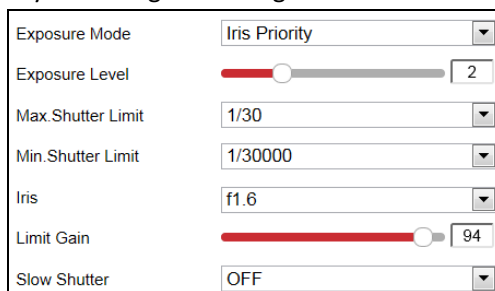 Exposure Mode Iris Priority
Exposure Level 2
Max.Shutter Limit 1/30
Min.Shutter Limit 1/30000
Iris f1.6
Limit Gain 94
Slow Shutter OFF